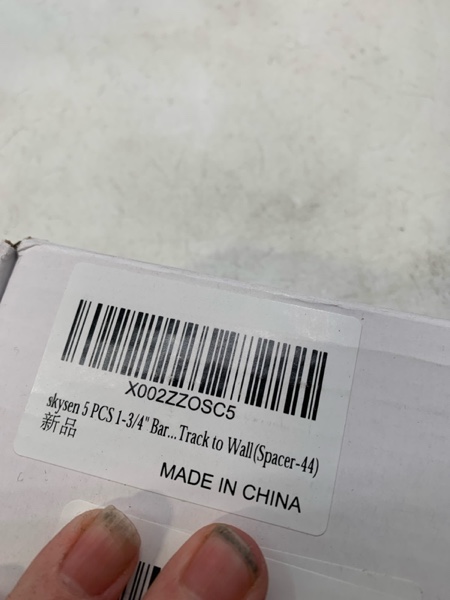 X002ZZOSC5
skysen 5 PCS 1-3/4" Bar... Track to Wall(Spacer-44)
新品
MADE IN CHINA